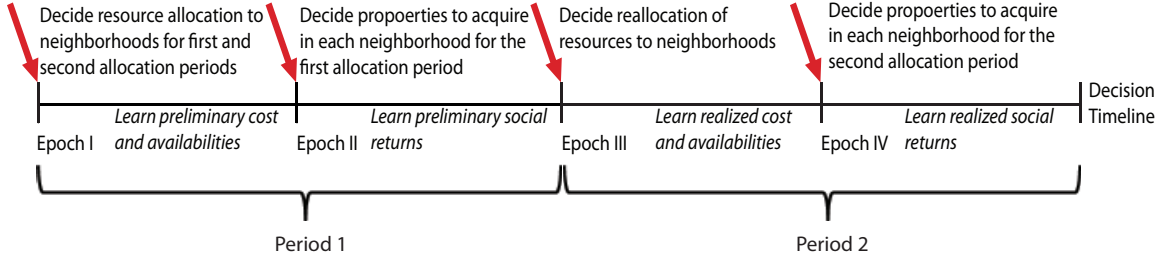 Decide resource allocation to
neighborhoods for first and
second allocation periods
Decide propoerties to acquire
in each neighborhood for the
first allocation period
Decide reallocation of
resources to neighborhoods
Decide propoerties to acquire
in each neighborhood for the
second allocation period
Decision
Timeline
Epoch I
Learn preliminary cost
and availabilities
Epoch II
Learn preliminary social
returns
Epoch III
Learn realized cost
and availabilities
Epoch IV
Learn realized social
returns
Period 1
Period 2